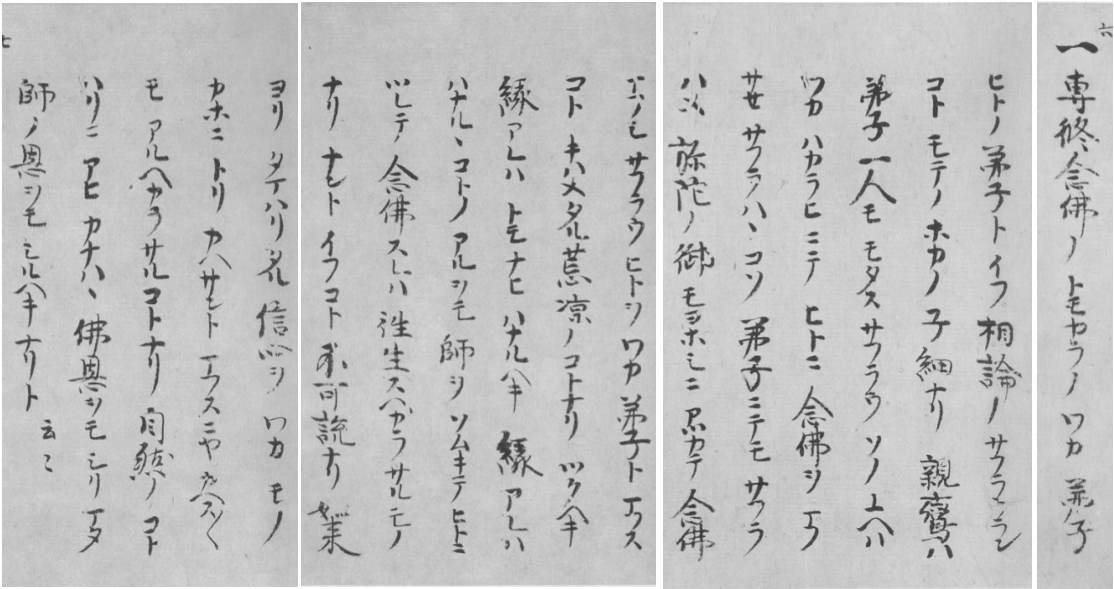 六
一 専修念佛ノ トモカラノ ワカ 弟子
ヒトノ 弟子ト イフ 相論ノ サフラフラン
コト モテノ ホカノ 子細ナリ 親鸞ハ
弟子 一人モ モタス サフラウ ソノ 上ヘハ
ワカ ハカラヒニテ ヒトニ 念佛ヲ マウ
サセ サフラハヽ コソ 弟子ニテモ サフラ
ハメ 弥陀ノ 御 モヨホシニ アツカテ 念佛
マウシ サフラウ ヒトヲ ワカ 弟子ト マウス
コト キハメタル 荒凉ノ コトナリ ツクヘキ
縁アレハ トモナヒ ハナルヘキ 縁アレハ
ハナルヽ コトノ アルヲモ 師ヲ ソムキテ ヒトニ
ツレテ 念佛スレハ 往生スヘカラサルモノ
ナリ ナント イフコト 不可説ナリ 如来
ヨリ タマハリタル 信心ヲ ワカ モノ
カホニ トリ カヘサント マウスニヤ カヘス〱
モ アルヘカラサル コトナリ 自然ノ コト
ハリニ アヒ カナハヽ 佛恩ヲモ シリ マタ
師ノ 恩ヲモ シルヘキナリト 云々
七